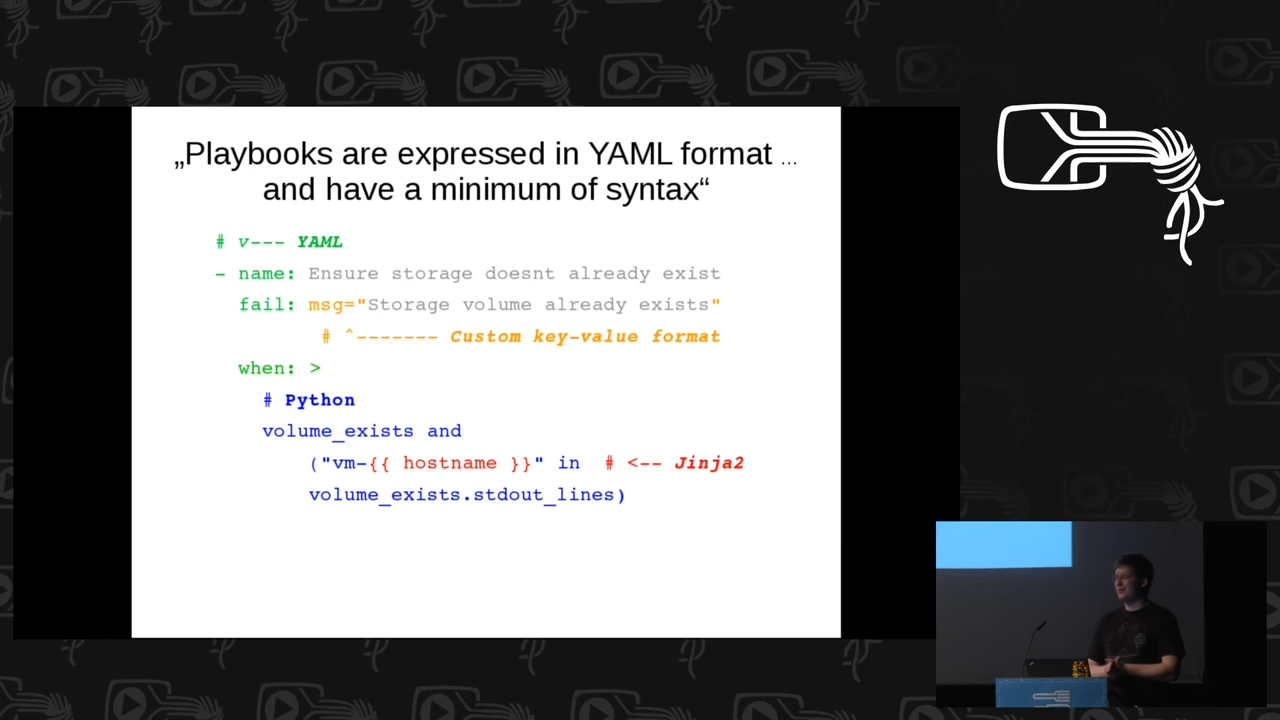 „Playbooks are expressed in YAML format ...
and have a minimum of syntax“
# v--- YAML
- name: Ensure storage doesnt already exist
fail: msg="Storage volume already exists"
# ^------- Custom key-value format
when: >
# Python
volume_exists and
("vm-{{ hostname }}" in # <-- Jinja2
volume_exists.stdout_lines)